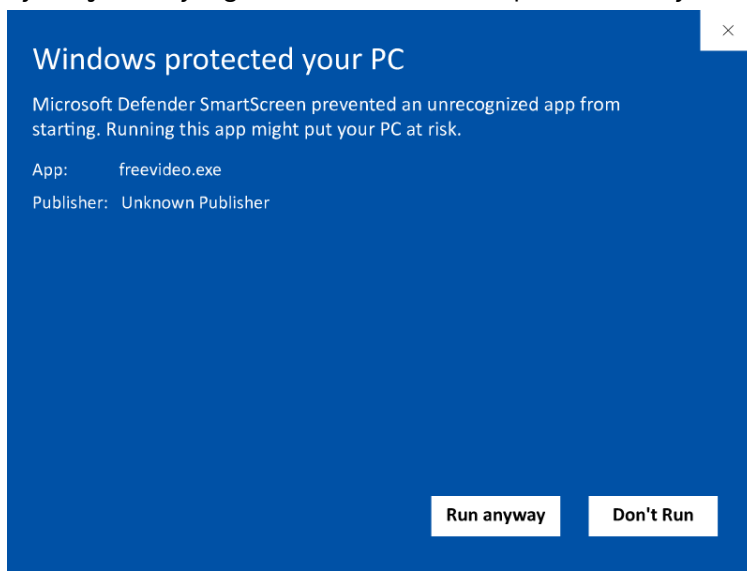 Windows protected your PC
Microsoft Defender SmartScreen prevented an unrecognized app from
starting. Running this app might put your PC at risk.
App: freevideo.exe
Publisher: Unknown Publisher
Run anyway Don't Run